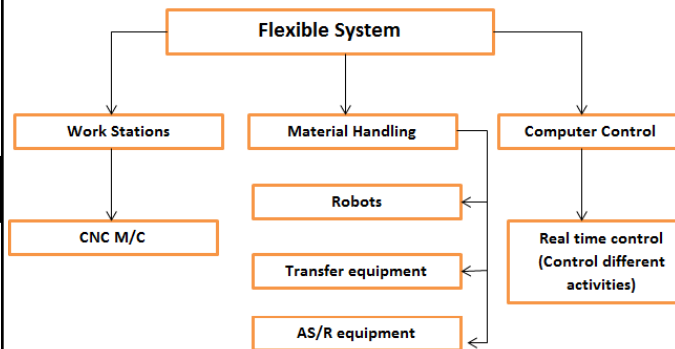 Flexible System
Work Stations
Material Handling
Computer Control
CNC M/C
Robots
Transfer equipment
AS/R equipment
Real time control
(Control different
activities)